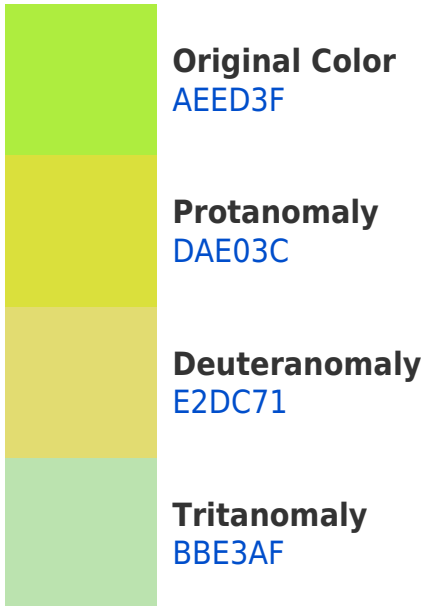 Original Color
AEED3F
Protanomaly
DAE03C
Deuteranomaly
E2DC71
Tritanomaly
BBE3AF